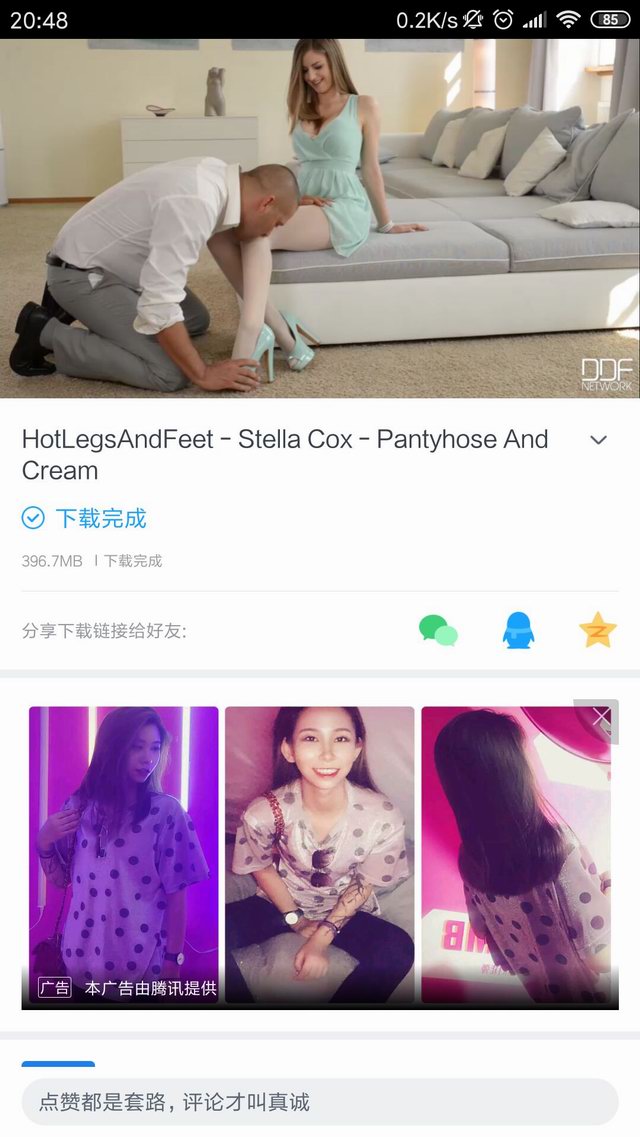 20:48
0.2K/s
85
DDF
NETWORK
HotLegsAndFeet - Stella Cox - Pantyhose And
Cream
下载完成
396.7MB | 下载完成
分享下载链接给好友:
广告 本广告由腾讯提供
点赞都是套路，评论才叫真诚